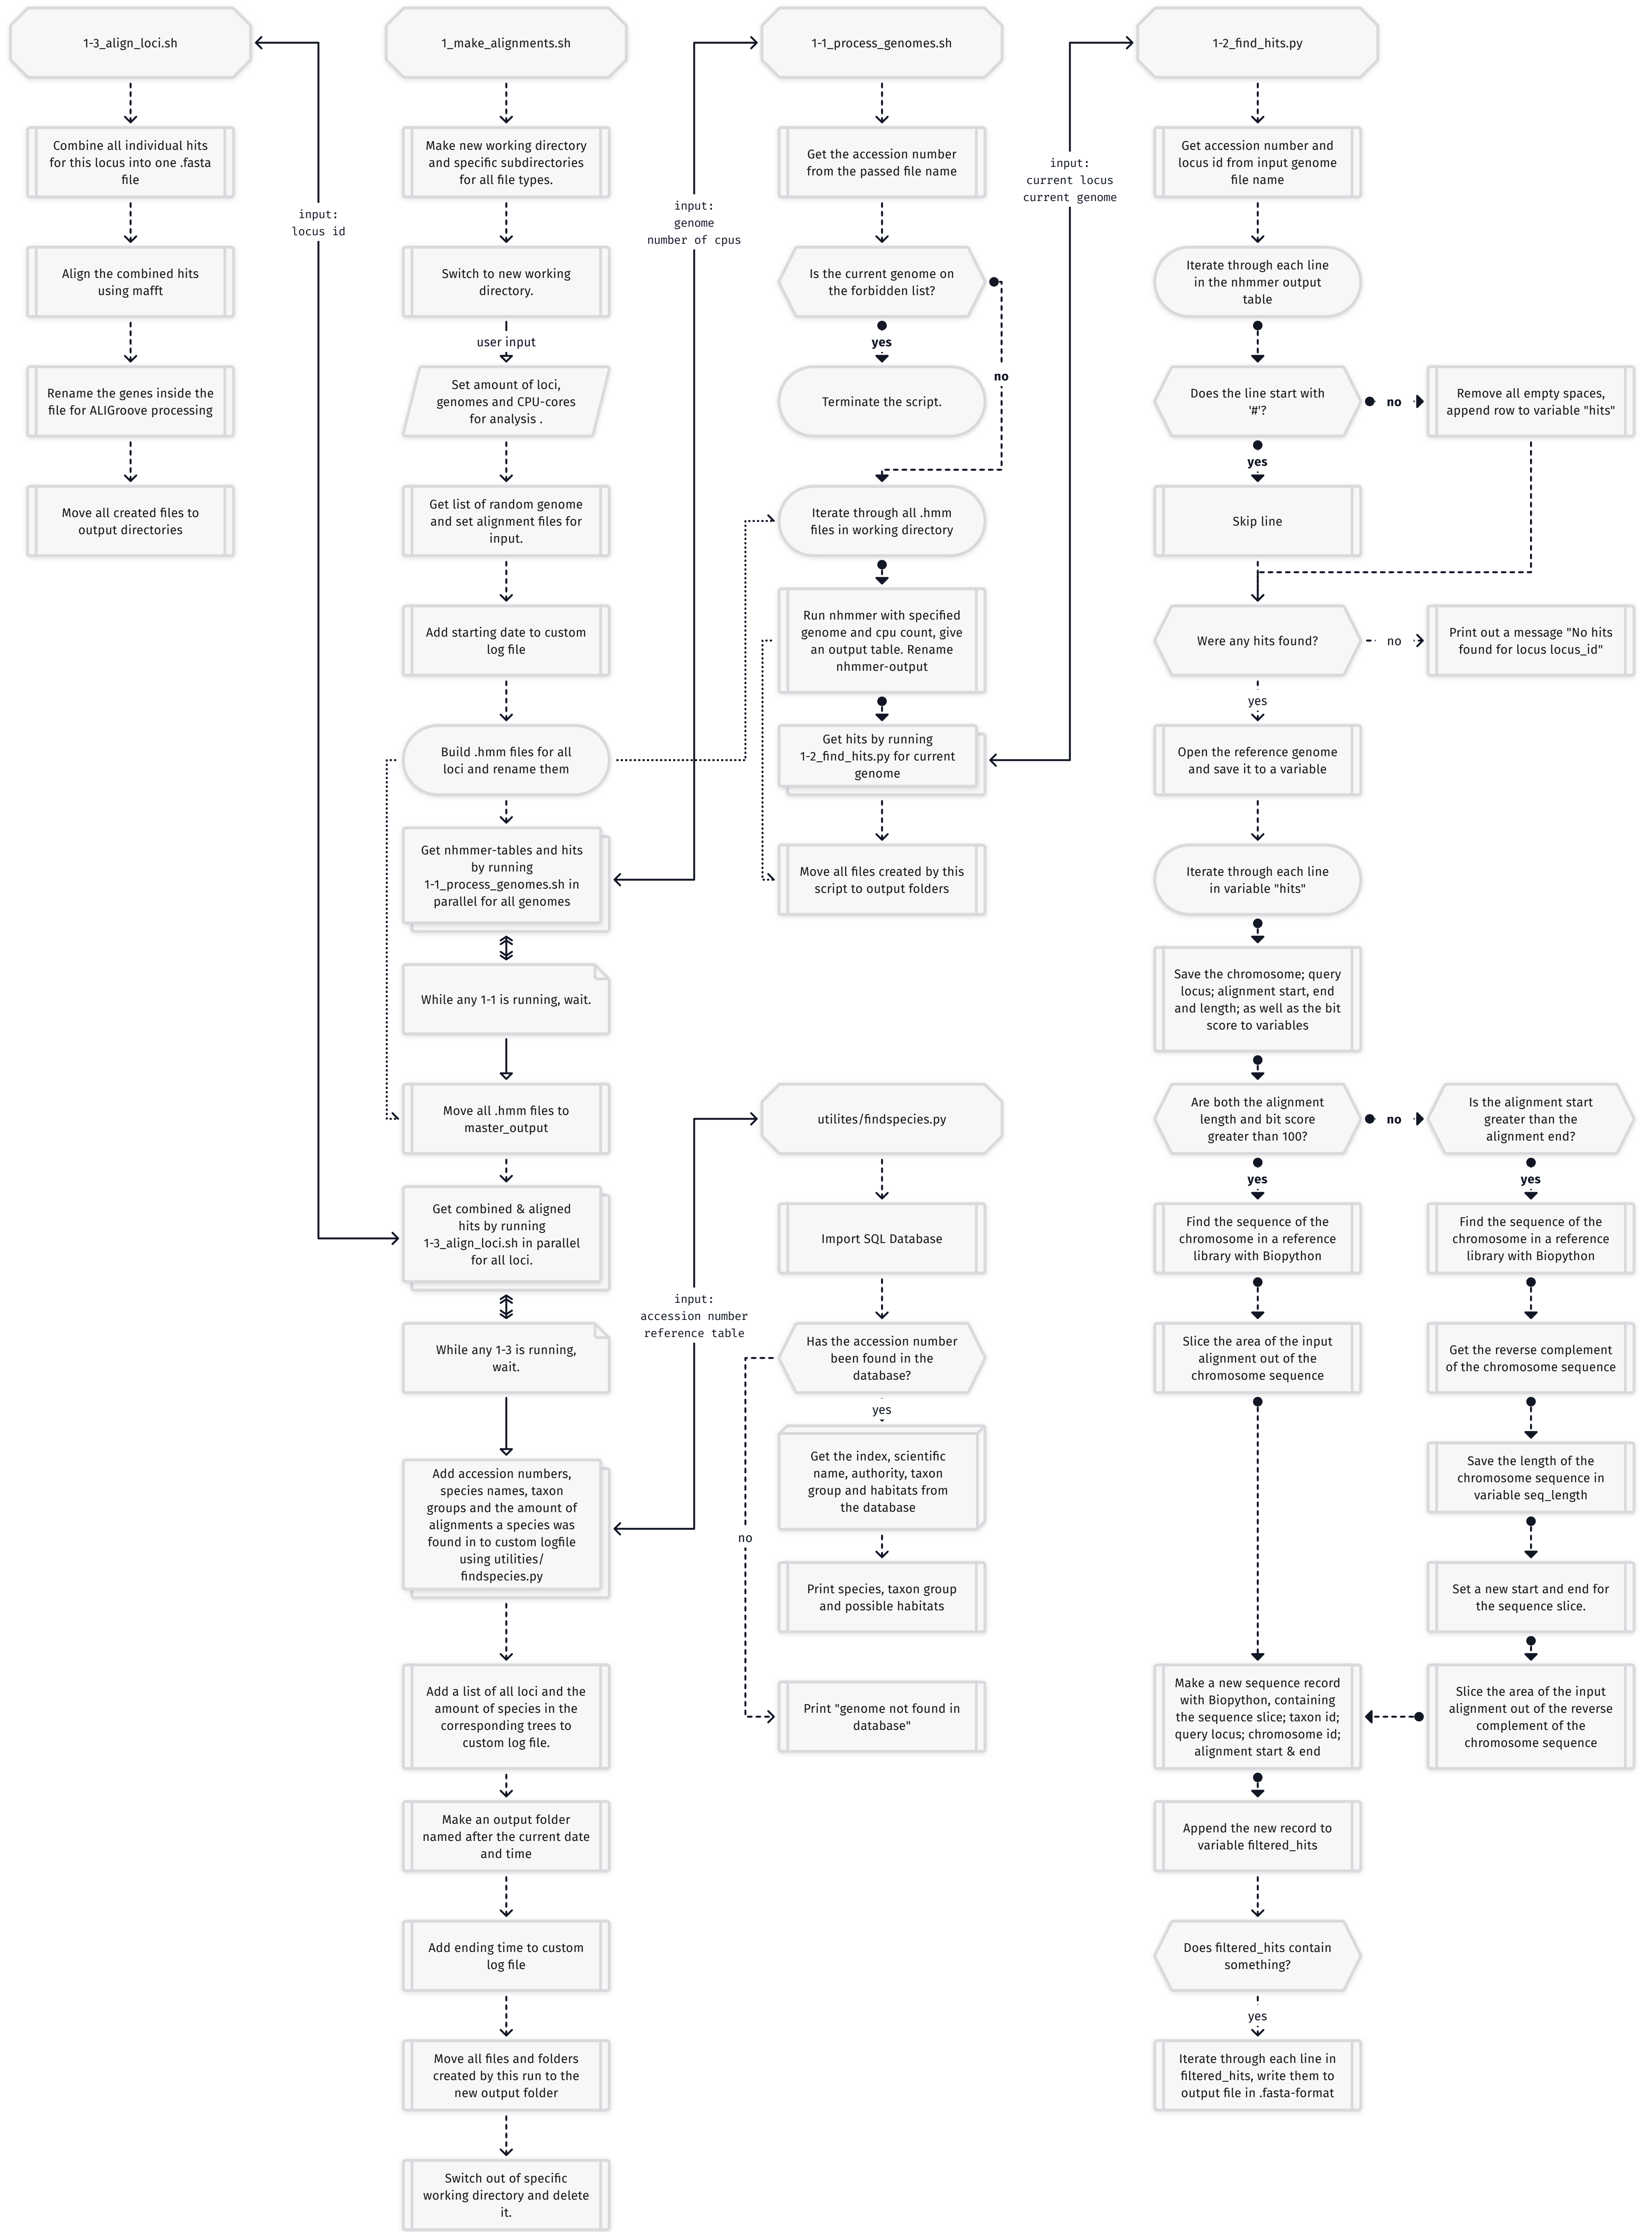 1-3_align_loci.sh
Combine all individual hits
for this locus into one .fasta
file
Align the combined hits
using mafft
Rename the genes inside the
file for ALIGroove processing
Move all created files to
output directories
input:
locus id
1_make_alignments.sh
Make new working directory
and specific subdirectories
for all file types.
Switch to new working
directory.
user input
Set amount of loci,
genomes and CPU-cores
for analysis .
Get list of random genome
and set alignment files for
input.
Add starting date to custom
log file
Build .hmm files for all
loci and rename them
Get nhmmer-tables and hits
by running
1-1_process_genomes.sh in
parallel for all genomes
While any 1-1 is running, wait.
Move all .hmm files to
master_output
Get combined & aligned
hits by running
1-3_align_loci.sh in parallel
for all loci.
While any 1-3 is running,
wait.
Add accession numbers,
species names, taxon
groups and the amount of
alignments a species was
found in to custom logfile
using utilities/
findspecies.py
Add a list of all loci and the
amount of species in the
corresponding trees to
custom log file.
Make an output folder
named after the current date
and time
Add ending time to custom
log file
Move all files and folders
created by this run to the
new output folder
Switch out of specific
working directory and delete
it.
input:
genome
number of cpus
1-1_process_genomes.sh
Get the accession number
from the passed file name
Is the current genome on
the forbidden list?
yes
no
Terminate the script.
Iterate through all .hmm
files in working directory
Run nhmmer with specified
genome and cpu count, give
an output table. Rename
nhmmer-output
Get hits by running
1-2_find_hits.py for current
genome
Move all files created by this
script to output folders
input:
accession number
reference table
utilites/findspecies.py
Import SQL Database
Has the accession number
been found in the
database?
yes
no
Get the index, scientific
name, authority, taxon
group and habitats from
the database
Print species, taxon group
and possible habitats
Print "genome not found in
database"
input:
current locus
current genome
1-2_find_hits.py
Get accession number and
locus id from input genome
file name
Iterate through each line
in the nhmmer output
table
Does the line start with
'#'?
no
Remove all empty spaces,
append row to variable "hits"
yes
Skip line
Were any hits found?
no
Print out a message "No hits
found for locus locus_id"
yes
Open the reference genome
and save it to a variable
Iterate through each line
in variable "hits"
Save the chromosome; query
locus; alignment start, end
and length; as well as the bit
score to variables
Are both the alignment
length and bit score
greater than 100?
no
Is the alignment start
greater than the
alignment end?
yes
Find the sequence of the
chromosome in a reference
library with Biopython
Slice the area of the input
alignment out of the
chromosome sequence
yes
Find the sequence of the
chromosome in a reference
library with Biopython
Get the reverse complement
of the chromosome sequence
Save the length of the
chromosome sequence in
variable seq_length
Set a new start and end for
the sequence slice.
Slice the area of the input
alignment out of the reverse
complement of the
chromosome sequence
Make a new sequence record
with Biopython, containing
the sequence slice; taxon id;
query locus; chromosome id;
alignment start & end
Append the new record to
variable filtered_hits
Does filtered_hits contain
something?
yes
Iterate through each line in
filtered_hits, write them to
output file in .fasta-format